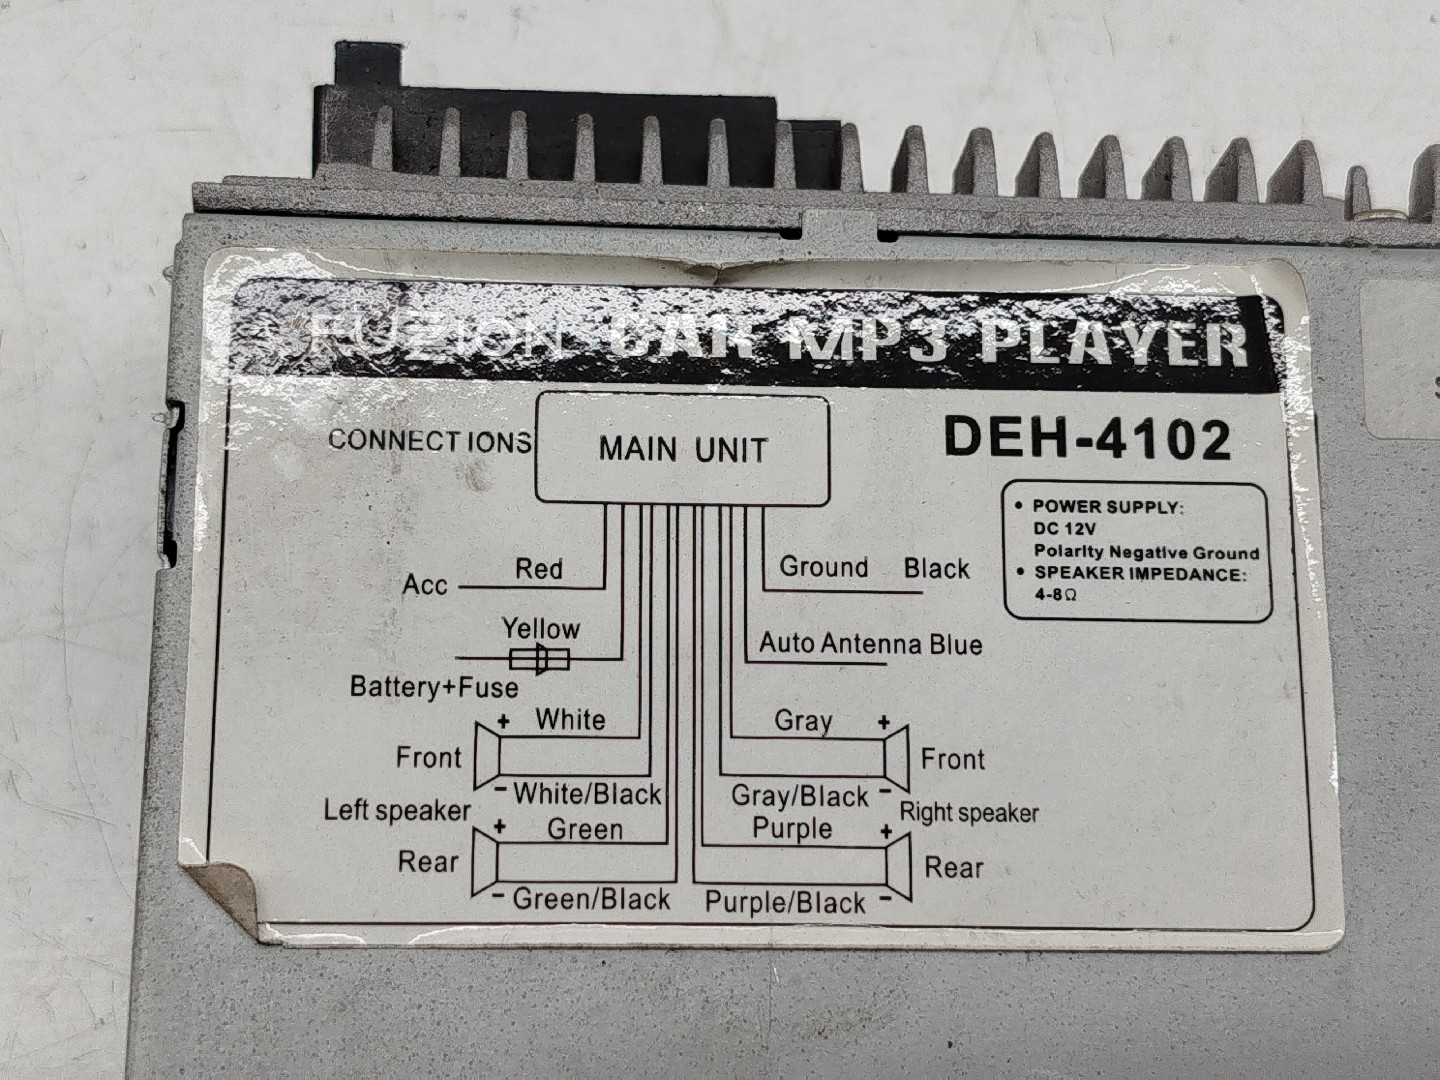 FUZION CAR MP3 PLAYER
CONNECTIONS
MAIN UNIT
DEH-4102
• POWER SUPPLY:
DC 12V
Polarity Negative Ground
• SPEAKER IMPEDANCE:
4-8Ω
Acc
Red
Ground Black
Yellow
Battery+Fuse
Auto Antenna Blue
+ White
Front
- White/Black
Gray +
Front
Gray/Black -
Left speaker
Right speaker
+ Green
Rear
- Green/Black
Purple +
Rear
Purple/Black -